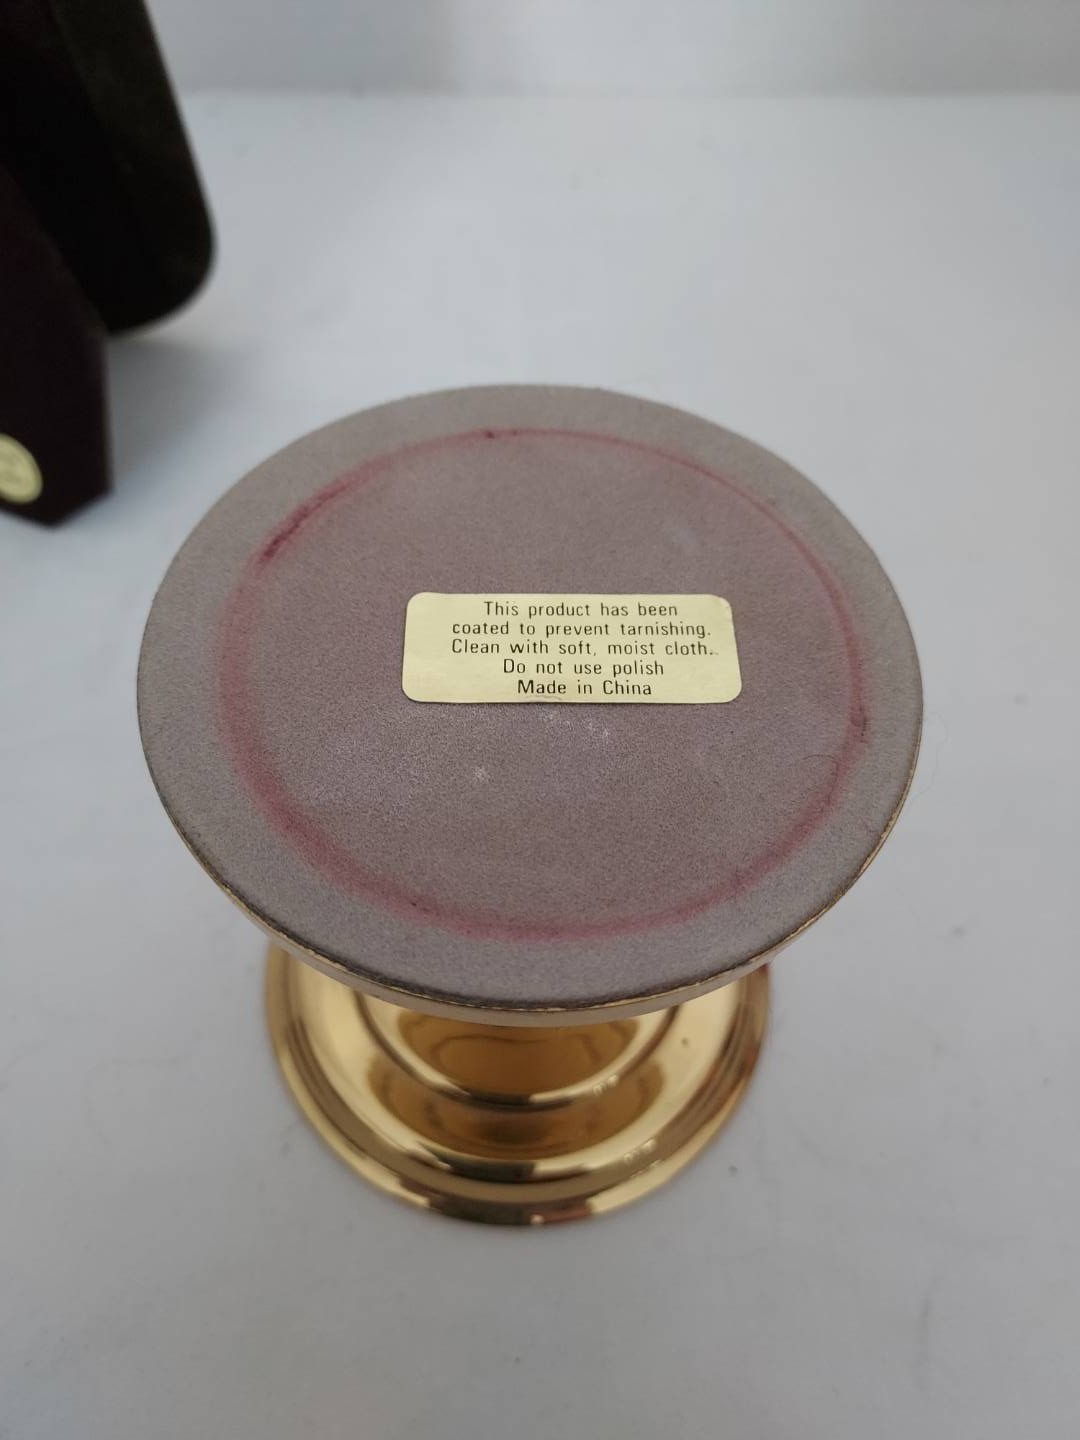 This product has been
coated to prevent tarnishing.
Clean with soft, moist cloth.
Do not use polish
Made in China